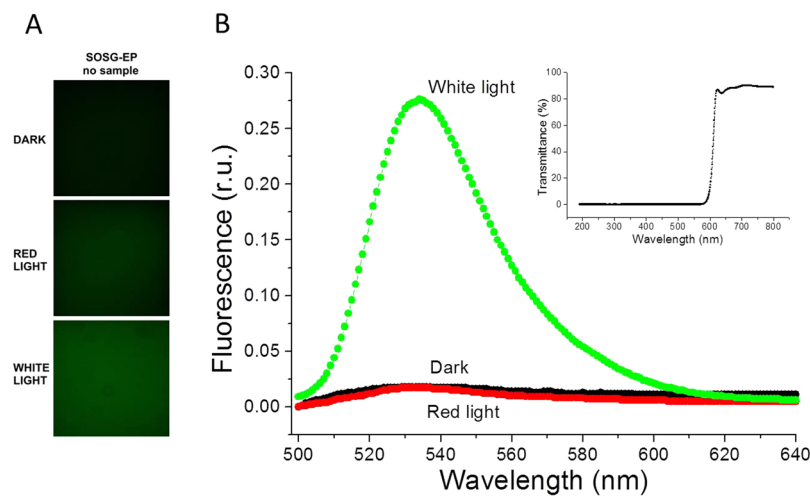 A
SOSG-EP
no sample
DARK
RED
LIGHT
WHITE
LIGHT
B
Fluorescence (r.u.)
0.30
0.25
0.20
0.15
0.10
0.05
0.00
White light
Dark
Red light
500 520 540 560 580 600 620 640
Wavelength (nm)
Transmittance (%)
100
80
60
40
20
0
200 300 400 500 600 700 800
Wavelength (nm)